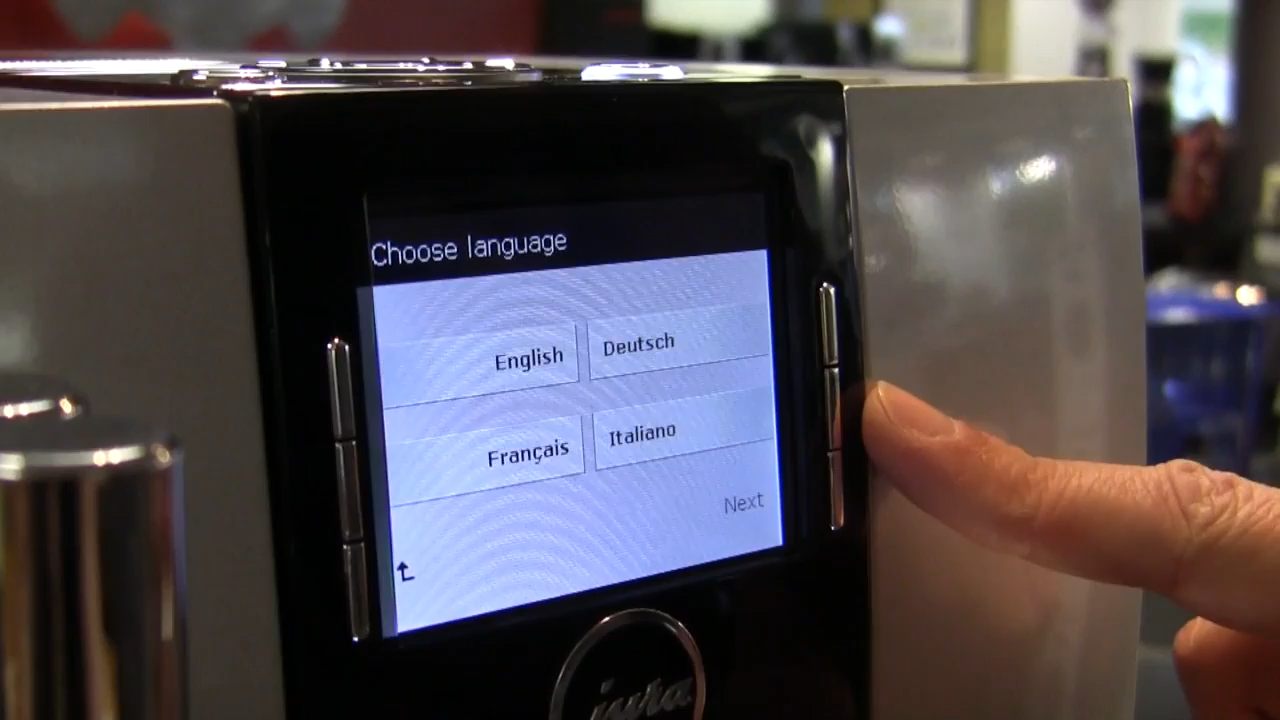 Choose language
English
Deutsch
Français
Italiano
Next
jura